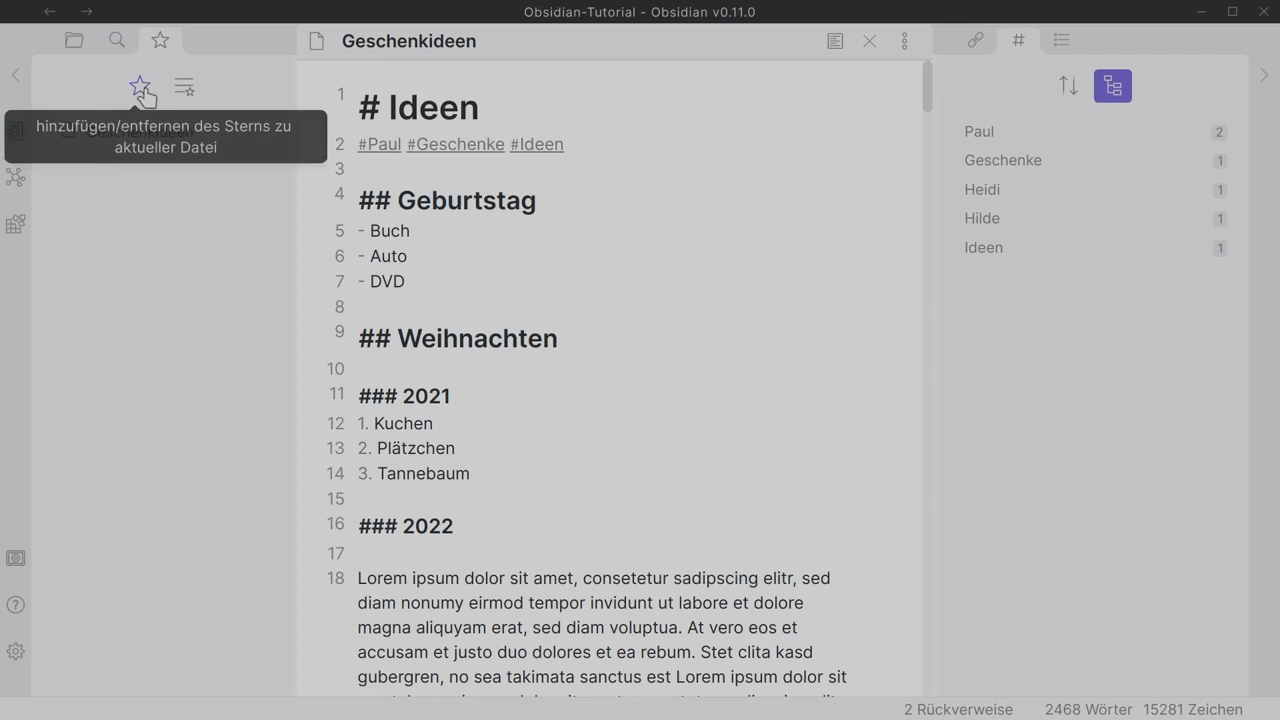 Obsidian-Tutorial - Obsidian v0.11.0
Geschenkideen
hinzufügen/entfernen des Sterns zu
aktueller Datei
1 # Ideen
2 #Paul #Geschenke #Ideen
3
4 ## Geburtstag
5 - Buch
6 - Auto
7 - DVD
8
9 ## Weihnachten
10
11 ### 2021
12 1. Kuchen
13 2. Plätzchen
14 3. Tannebaum
15
16 ### 2022
17
18 Lorem ipsum dolor sit amet, consetetur sadipscing elitr, sed
diam nonumy eirmod tempor invidunt ut labore et dolore
magna aliquyam erat, sed diam voluptua. At vero eos et
accusam et justo duo dolores et ea rebum. Stet clita kasd
gubergren, no sea takimata sanctus est Lorem ipsum dolor sit
Paul 2
Geschenke 1
Heidi 1
Hilde 1
Ideen 1
2 Rückverweise 2468 Wörter 15281 Zeichen